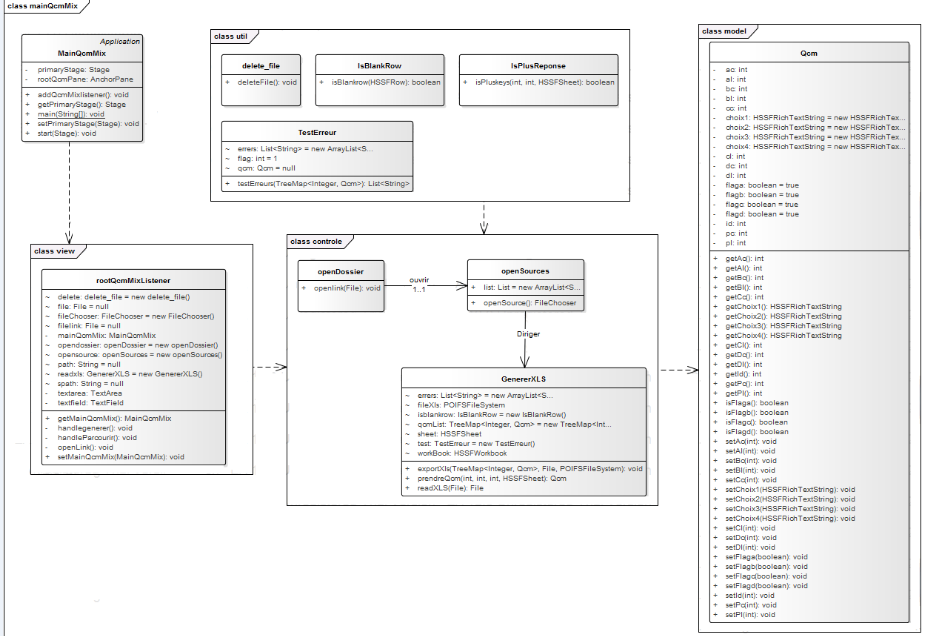 class mainQcmMix
Application
MainQcmMix
- primaryStage: Stage
- rootQcmPane: AnchorPane
+ addQcmMixlistener(): void
+ getPrimaryStage(): Stage
+ main(String[]): void
+ setPrimaryStage(Stage): void
+ start(Stage): void
class util
delete_file
+ deleteFile(): void
IsBlankRow
+ isBlankrow(HSSFRow): boolean
IsPlusReponse
+ isPluskeys(int, int, HSSFSheet): boolean
TestErreur
~ errers: List<String> = new ArrayList<S...
~ flag: int = 1
~ qcm: Qcm = null
+ testErreurs(TreeMap<Integer, Qcm>): List<String>
class view
rootQcmMixListener
~ delete: delete_file = new delete_file()
~ file: File = null
~ fileChooser: FileChooser = new FileChooser()
~ filelink: File = null
- mainQcmMix: MainQcmMix
~ opendossier: openDossier = new openDossier()
~ opensource: openSources = new openSources()
~ path: String = null
~ readxls: GenererXLS = new GenererXLS()
~ spath: String = null
- textarea: TextArea
- textfield: TextField
+ getMainQcmMix(): MainQcmMix
- handlegenerer(): void
- handleParcourir(): void
- openLink(): void
+ setMainQcmMix(MainQcmMix): void
class controle
openDossier
+ openlink(File): void
ouvrir
1..1
openSources
+ list: List = new ArrayList<S...
+ openSource(): FileChooser
Diriger
GenererXLS
~ errers: List<String> = new ArrayList<S...
~ fileXls: POIFSFileSystem
~ isblankrow: IsBlankRow = new IsBlankRow()
~ qcmList: TreeMap<Integer, Qcm> = new TreeMap<Int...
~ sheet: HSSFSheet
~ test: TestErreur = new TestErreur()
~ workBook: HSSFWorkbook
+ exportXls(TreeMap<Integer, Qcm>, File, POIFSFileSystem): void
+ prendreQcm(int, int, int, HSSFSheet): Qcm
+ readXLS(File): File
class model
Qcm
- ac: int
- al: int
- bc: int
- bl: int
- cc: int
- choix1: HSSFRichTextString = new HSSFRichTex...
- choix2: HSSFRichTextString = new HSSFRichTex...
- choix3: HSSFRichTextString = new HSSFRichTex...
- choix4: HSSFRichTextString = new HSSFRichTex...
- cl: int
- dc: int
- dl: int
- flaga: boolean = true
- flagb: boolean = true
- flagc: boolean = true
- flagd: boolean = true
- id: int
- pc: int
- pl: int
+ getAc(): int
+ getAl(): int
+ getBc(): int
+ getBl(): int
+ getCc(): int
+ getChoix1(): HSSFRichTextString
+ getChoix2(): HSSFRichTextString
+ getChoix3(): HSSFRichTextString
+ getChoix4(): HSSFRichTextString
+ getCl(): int
+ getDc(): int
+ getDl(): int
+ getId(): int
+ getPc(): int
+ getPl(): int
+ isFlaga(): boolean
+ isFlagb(): boolean
+ isFlagc(): boolean
+ isFlagd(): boolean
+ setAc(int): void
+ setAl(int): void
+ setBc(int): void
+ setBl(int): void
+ setCc(int): void
+ setChoix1(HSSFRichTextString): void
+ setChoix2(HSSFRichTextString): void
+ setChoix3(HSSFRichTextString): void
+ setChoix4(HSSFRichTextString): void
+ setCl(int): void
+ setDc(int): void
+ setDl(int): void
+ setFlaga(boolean): void
+ setFlagb(boolean): void
+ setFlagc(boolean): void
+ setFlagd(boolean): void
+ setId(int): void
+ setPc(int): void
+ setPl(int): void